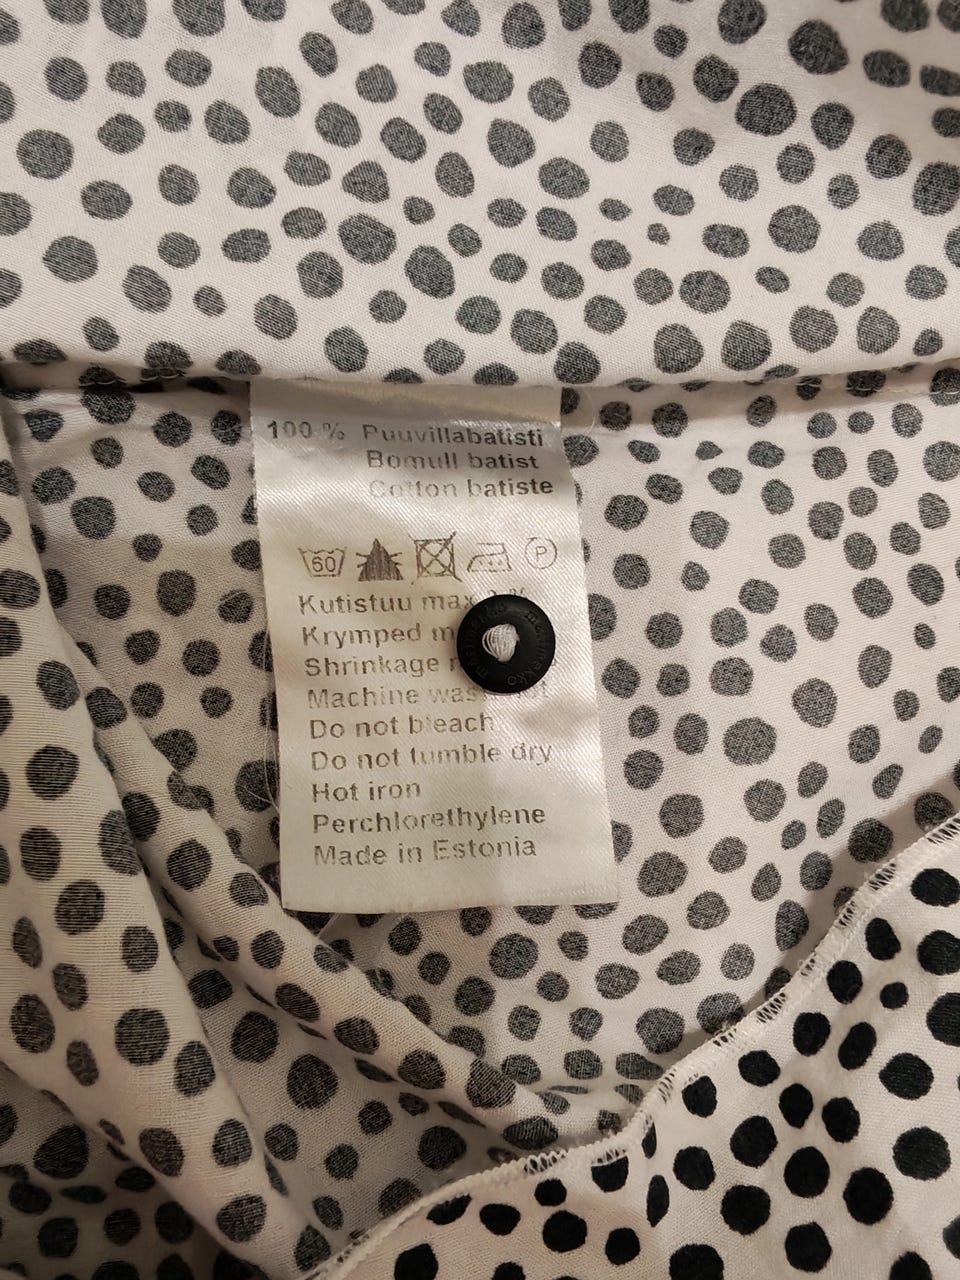 100 % Puuvillabatisti
Bomull batist
Cotton batiste
60 P
Kutistuu max
Krymped
Shrinkage
Machine
Do not bleach
Do not tumble dry
Hot iron
Perchlorethylene
Made in Estonia